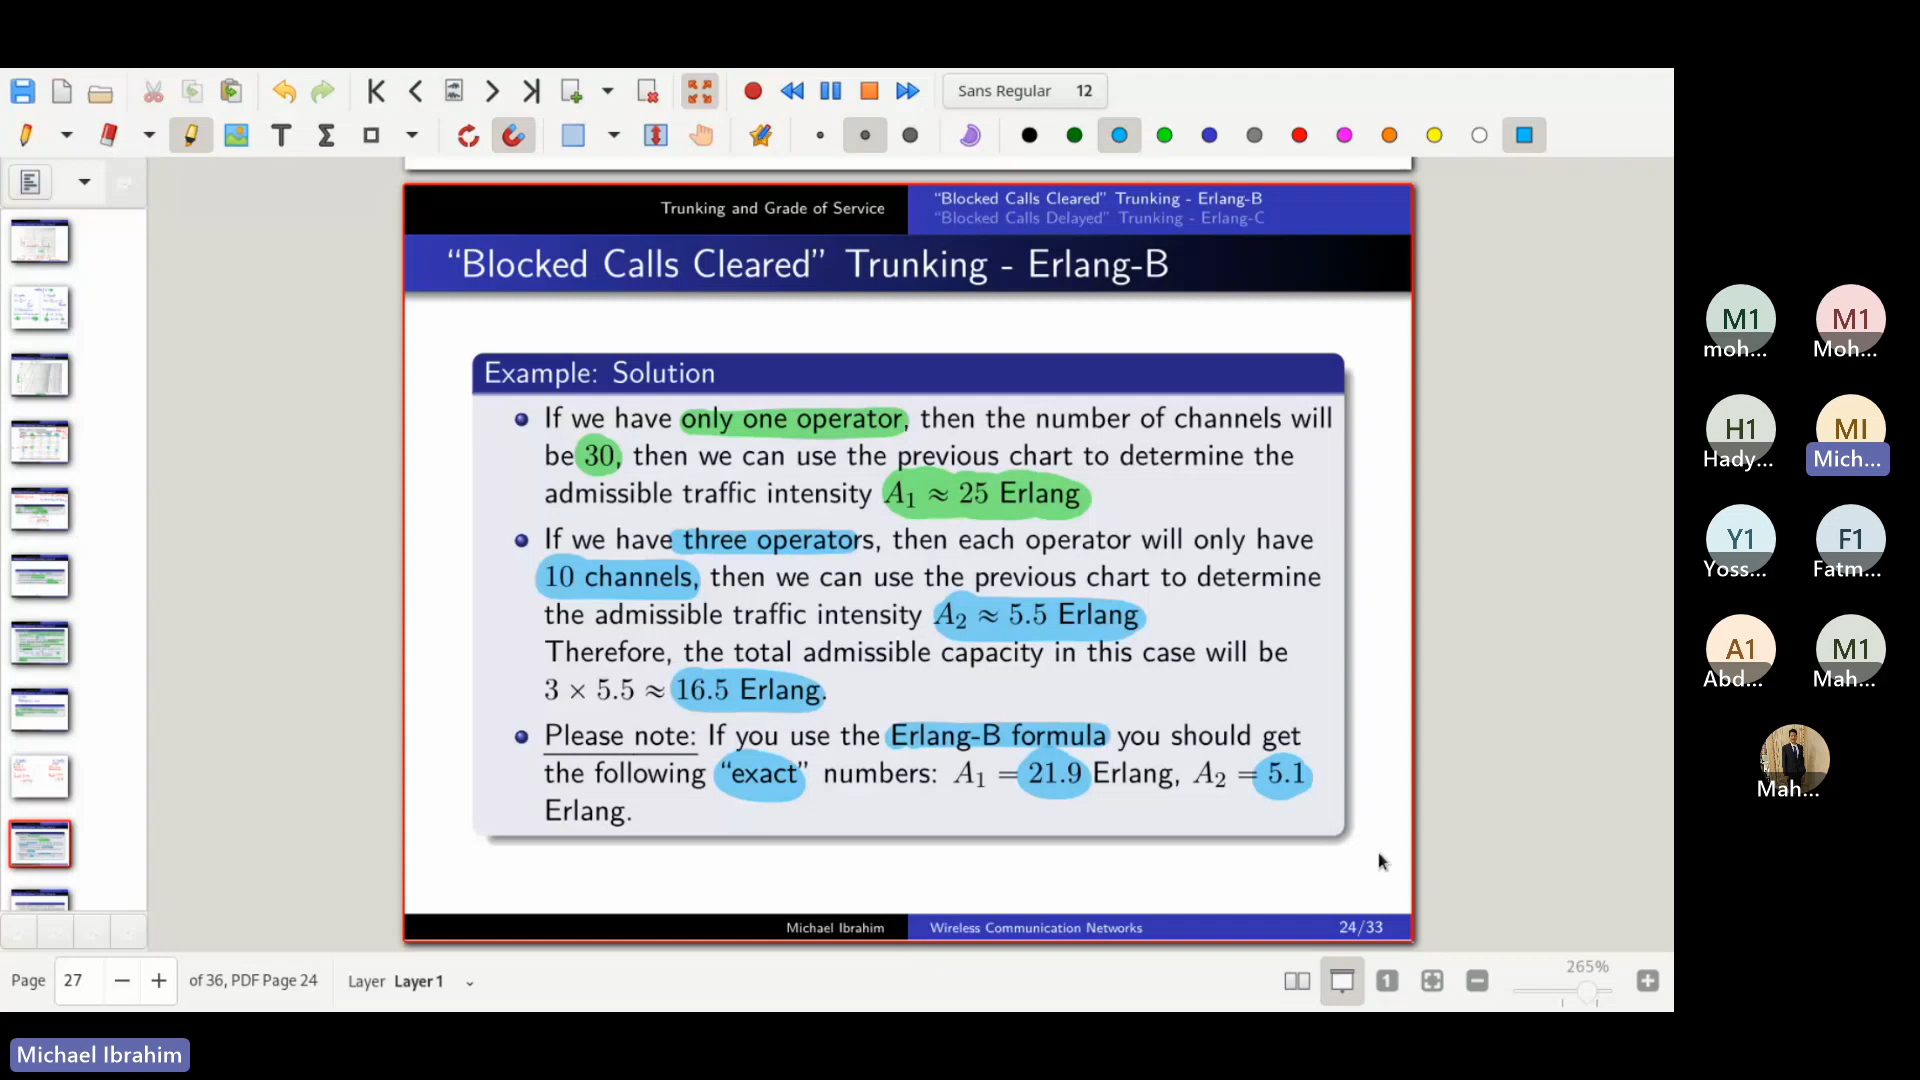 Sans Regular 12
Trunking and Grade of Service
“Blocked Calls Cleared” Trunking - Erlang-B
“Blocked Calls Delayed” Trunking - Erlang-C
“Blocked Calls Cleared” Trunking - Erlang-B
Example: Solution
If we have only one operator, then the number of channels will
be 30, then we can use the previous chart to determine the
admissible traffic intensity A₁ ≈ 25 Erlang
If we have three operators, then each operator will only have
10 channels, then we can use the previous chart to determine
the admissible traffic intensity A₂ ≈ 5.5 Erlang
Therefore, the total admissible capacity in this case will be
3 × 5.5 ≈ 16.5 Erlang.
Please note: If you use the Erlang-B formula you should get
the following “exact” numbers: A₁ = 21.9 Erlang, A₂ = 5.1
Erlang.
Michael Ibrahim
Wireless Communication Networks
24/33
Page 27 of 36, PDF Page 24 Layer Layer 1
265%
M1 M1
moh... Moh...
H1 MI
Hady... Mich...
Y1 F1
Yoss... Fatm...
A1 M1
Abd... Mah...
Mah...
Michael Ibrahim